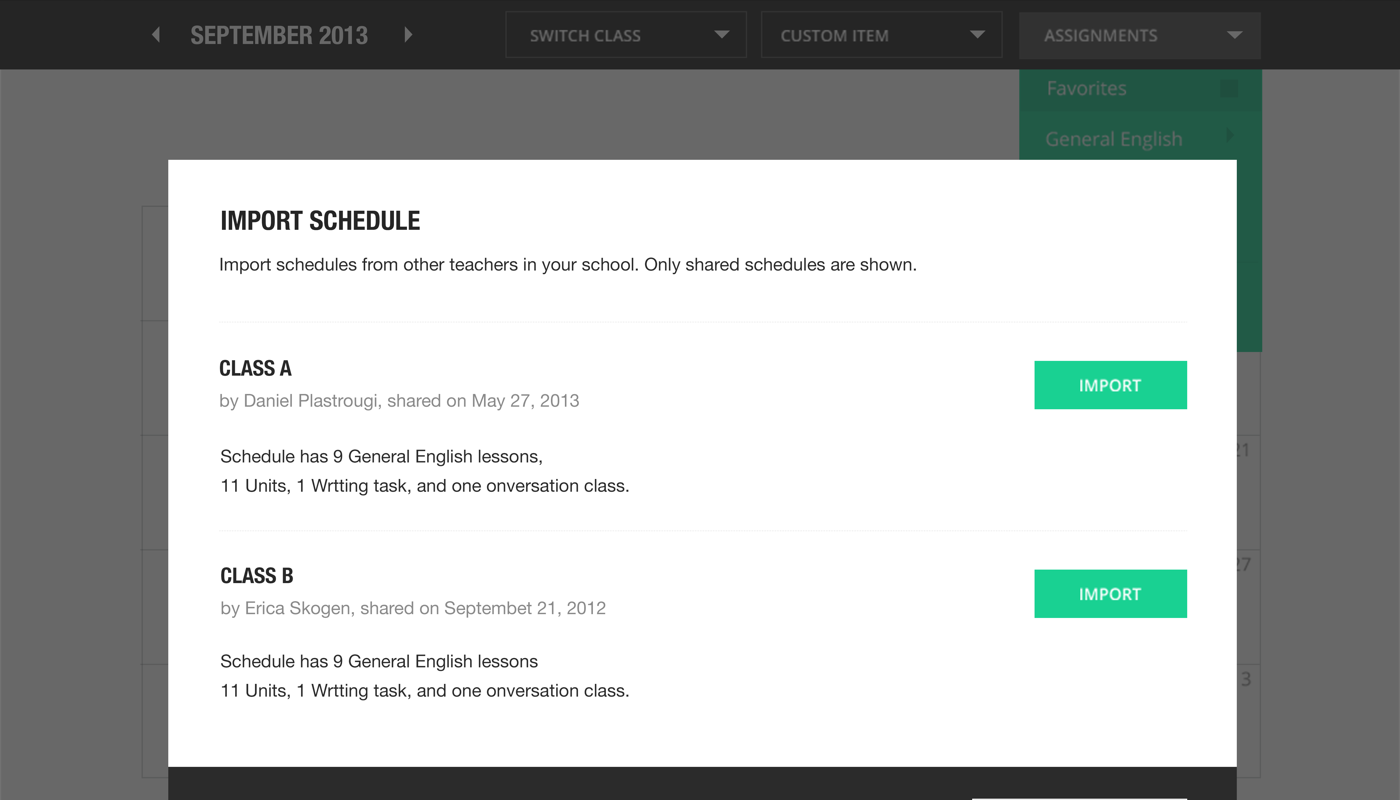 SEPTEMBER 2013
SWITCH CLASS
CUSTOM ITEM
ASSIGNMENTS
Favorites
General English
IMPORT SCHEDULE
Import schedules from other teachers in your school. Only shared schedules are shown.
CLASS A
by Daniel Plastrougi, shared on May 27, 2013
IMPORT
Schedule has 9 General English lessons,
11 Units, 1 Wrtting task, and one onversation class.
21
CLASS B
by Erica Skogen, shared on Septembet 21, 2012
IMPORT
27
Schedule has 9 General English lessons
11 Units, 1 Wrtting task, and one onversation class.
3